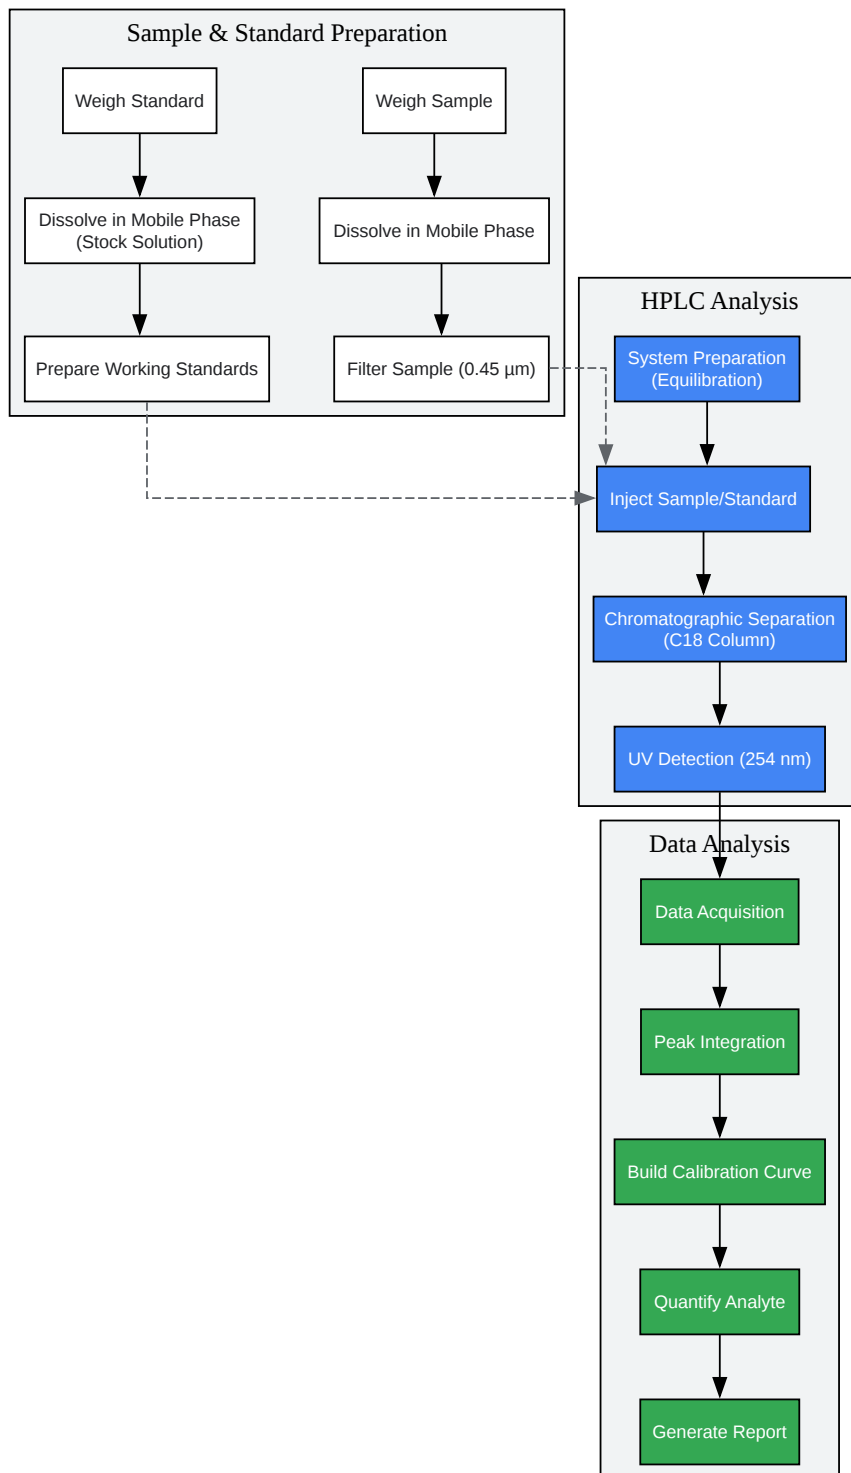 Sample & Standard Preparation
Weigh Standard
Weigh Sample
Dissolve in Mobile Phase
(Stock Solution)
Dissolve in Mobile Phase
Prepare Working Standards
Filter Sample (0.45 µm)
HPLC Analysis
System Preparation
(Equilibration)
Inject Sample/Standard
Chromatographic Separation
(C18 Column)
UV Detection (254 nm)
Data Analysis
Data Acquisition
Peak Integration
Build Calibration Curve
Quantify Analyte
Generate Report